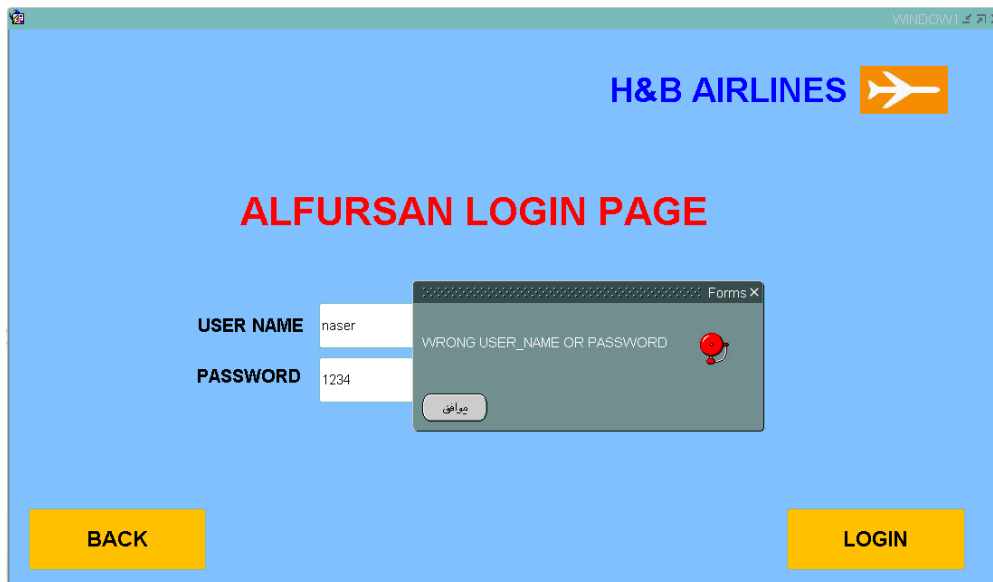 WINDOW1
H&B AIRLINES
ALFURSAN LOGIN PAGE
Forms
USER NAME naser
WRONG USER_NAME OR PASSWORD
PASSWORD 1234
موافق
BACK LOGIN